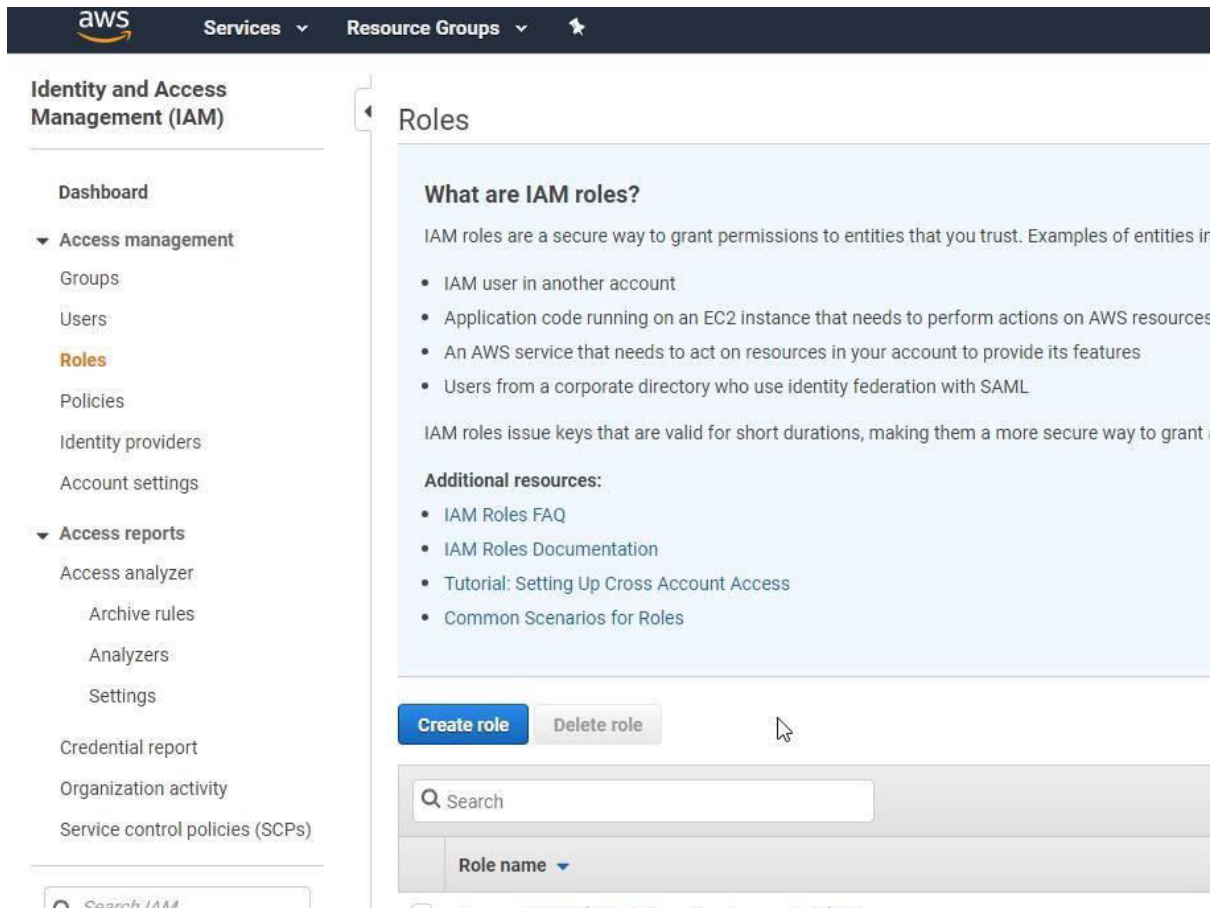 aws
Services
Resource Groups
Identity and Access
Management (IAM)
Dashboard
Access management
Groups
Users
Roles
Policies
Identity providers
Account settings
Access reports
Access analyzer
Archive rules
Analyzers
Settings
Credential report
Organization activity
Service control policies (SCPs)
Search IAM
Roles
What are IAM roles?
IAM roles are a secure way to grant permissions to entities that you trust. Examples of entities
IAM user in another account
Application code running on an EC2 instance that needs to perform actions on AWS resources
An AWS service that needs to act on resources in your account to provide its features
Users from a corporate directory who use identity federation with SAML
IAM roles issue keys that are valid for short durations, making them a more secure way to grant
Additional resources:
IAM Roles FAQ
IAM Roles Documentation
Tutorial: Setting Up Cross Account Access
Common Scenarios for Roles
Create role
Delete role
Search
Role name